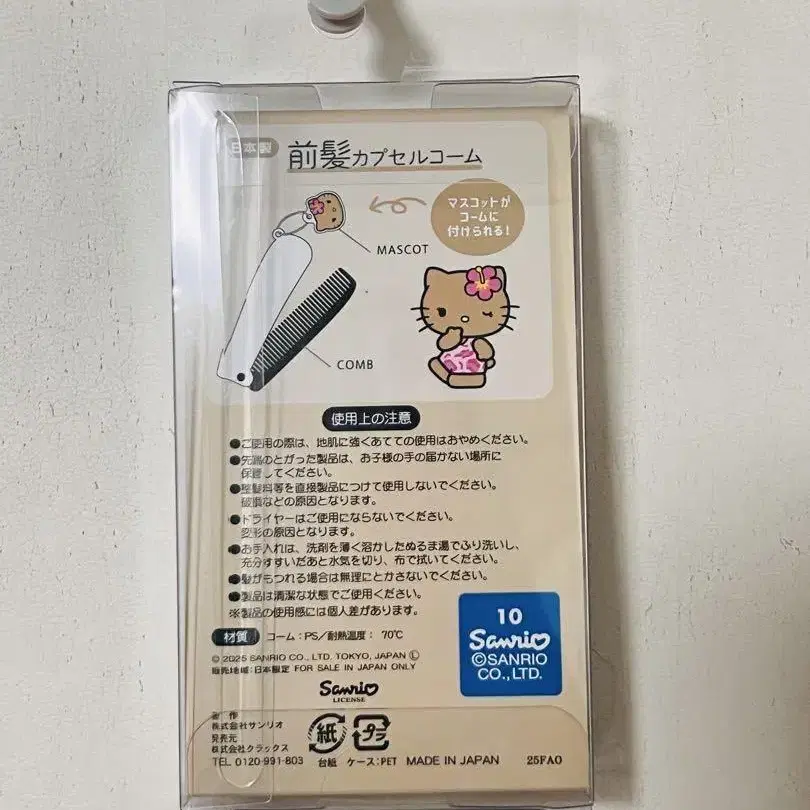 日本製
前髪カプセルコーム
マスコットが
コームに
付けられる!
MASCOT
COMB
使用上の注意
●ご使用の際は、地肌に強くあてての使用はおやめください。
●先端のとがった製品は、お子様の手の届かない場所に
保管してください。
●整髪料等を直接製品につけて使用しないでください。
破損などの原因となります。
●ドライヤーはご使用にならないでください。
変形の原因となります。
●お手入れは、洗剤を薄く溶かしたぬるま湯でふり洗いし、
充分すすいだあと水気を切り、布で拭いてください。
●髪がもつれる場合は無理にとかさないでください。
●製品は清潔な状態でご使用ください。
※製品の使用感には個人差があります。
材質 コーム:PS/耐熱温度: 70℃
© 2025 SANRIO CO., LTD. TOKYO, JAPAN Ⓛ
販売地域:日本限定 FOR SALE IN JAPAN ONLY
Sanrio
LICENSE
10
Sanrio
©SANRIO
CO.,LTD.
製 作
株式会社サンリオ
発売元
株式会社クラックス
TEL 0120-991-803
紙
プラ
台紙 ケース:PET MADE IN JAPAN 25FAO